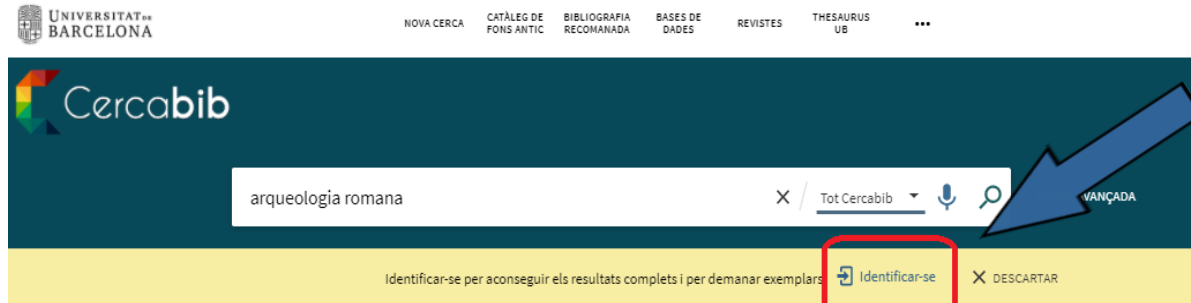 UNIVERSITAT DE
BARCELONA
NOVA CERCA
CATÀLEG DE
FONS ANTIC
BIBLIOGRAFIA
RECOMANADA
BASES DE
DADES
REVISTES
THESAURUS
UB
Cercabib
arqueologia romana
Tot Cercabib
VANÇADA
Identificar-se per aconseguir els resultats complets i per demanar exemplars
Identificar-se
DESCARTAR